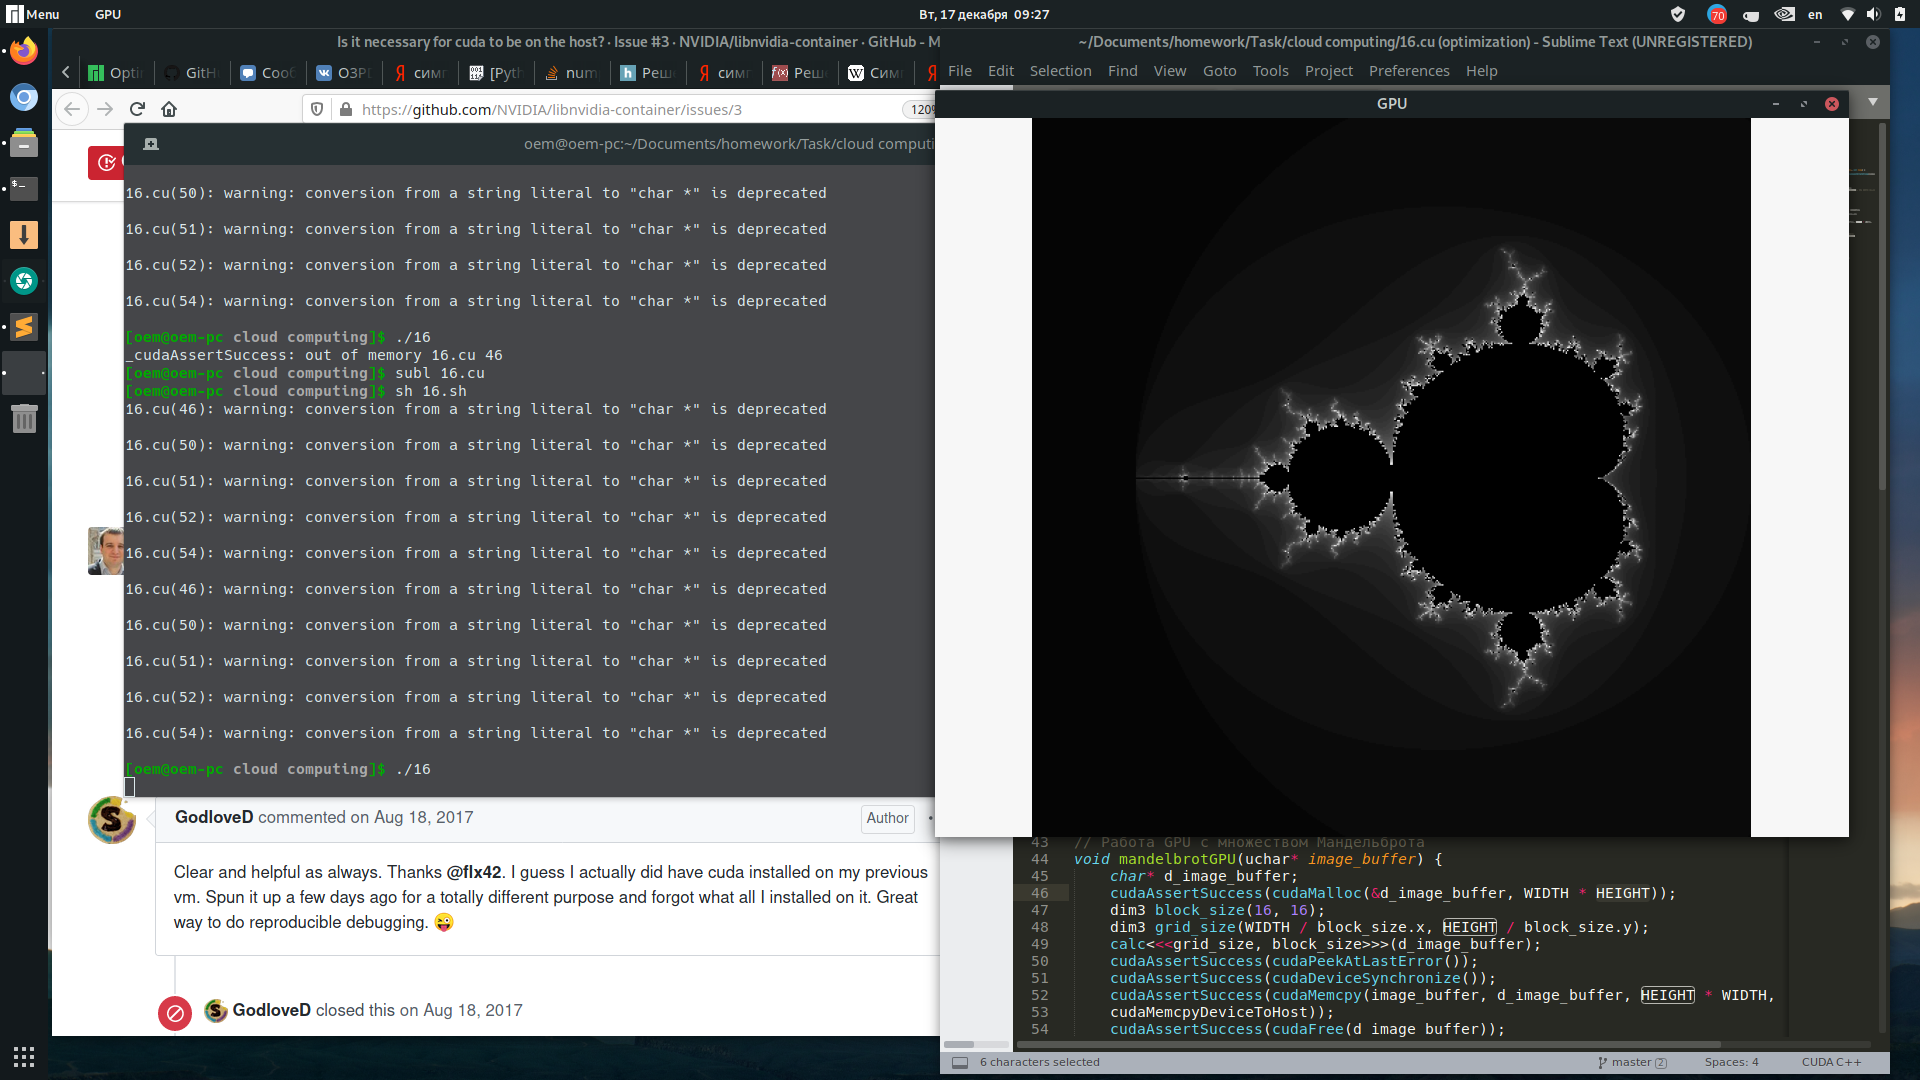 Menu
GPU
Вт, 17 декабря 09:27
70
en
Is it necessary for cuda to be on the host? · Issue #3 · NVIDIA/libnvidia-container · GitHub - M
~/Documents/homework/Task/cloud computing/16.cu (optimization) - Sublime Text (UNREGISTERED)
Opti
GitH
Сооб
ОЗР
симг
[Pyth
num
Реш
симг
Реш
Сим
File Edit Selection Find View Goto Tools Project Preferences Help
https://github.com/NVIDIA/libnvidia-container/issues/3
120%
GPU
oem@oem-pc:~/Documents/homework/Task/cloud computi
16.cu(50): warning: conversion from a string literal to "char *" is deprecated
16.cu(51): warning: conversion from a string literal to "char *" is deprecated
16.cu(52): warning: conversion from a string literal to "char *" is deprecated
16.cu(54): warning: conversion from a string literal to "char *" is deprecated
[oem@oem-pc cloud computing]$ ./16
_cudaAssertSuccess: out of memory 16.cu 46
[oem@oem-pc cloud computing]$ subl 16.cu
[oem@oem-pc cloud computing]$ sh 16.sh
16.cu(46): warning: conversion from a string literal to "char *" is deprecated
16.cu(50): warning: conversion from a string literal to "char *" is deprecated
16.cu(51): warning: conversion from a string literal to "char *" is deprecated
16.cu(52): warning: conversion from a string literal to "char *" is deprecated
16.cu(54): warning: conversion from a string literal to "char *" is deprecated
16.cu(46): warning: conversion from a string literal to "char *" is deprecated
16.cu(50): warning: conversion from a string literal to "char *" is deprecated
16.cu(51): warning: conversion from a string literal to "char *" is deprecated
16.cu(52): warning: conversion from a string literal to "char *" is deprecated
16.cu(54): warning: conversion from a string literal to "char *" is deprecated
[oem@oem-pc cloud computing]$ ./16
GodloveD commented on Aug 18, 2017
Author
Clear and helpful as always. Thanks @flx42. I guess I actually did have cuda installed on my previous
vm. Spun it up a few days ago for a totally different purpose and forgot what all I installed on it. Great
way to do reproducible debugging. 😜
GodloveD closed this on Aug 18, 2017
43 // Работа GPU с множеством Мандельброта
44 void mandelbrotGPU(uchar* image_buffer) {
45 char* d_image_buffer;
46 cudaAssertSuccess(cudaMalloc(&d_image_buffer, WIDTH * HEIGHT));
47 dim3 block_size(16, 16);
48 dim3 grid_size(WIDTH / block_size.x, HEIGHT / block_size.y);
49 calc<<<grid_size, block_size>>>(d_image_buffer);
50 cudaAssertSuccess(cudaPeekAtLastError());
51 cudaAssertSuccess(cudaDeviceSynchronize());
52 cudaAssertSuccess(cudaMemcpy(image_buffer, d_image_buffer, HEIGHT * WIDTH,
53 cudaMemcpyDeviceToHost));
54 cudaAssertSuccess(cudaFree(d_image_buffer));
6 characters selected
master 2
Spaces: 4
CUDA C++